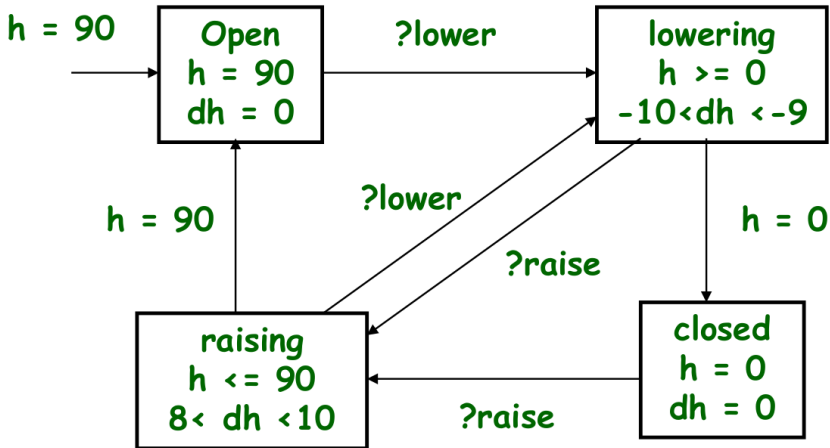 h = 90
Open
h = 90
dh = 0
?lower
lowering
h >= 0
-10<dh <-9
?lower
h = 90
h = 0
?raise
raising
h <= 90
8< dh <10
?raise
closed
h = 0
dh = 0